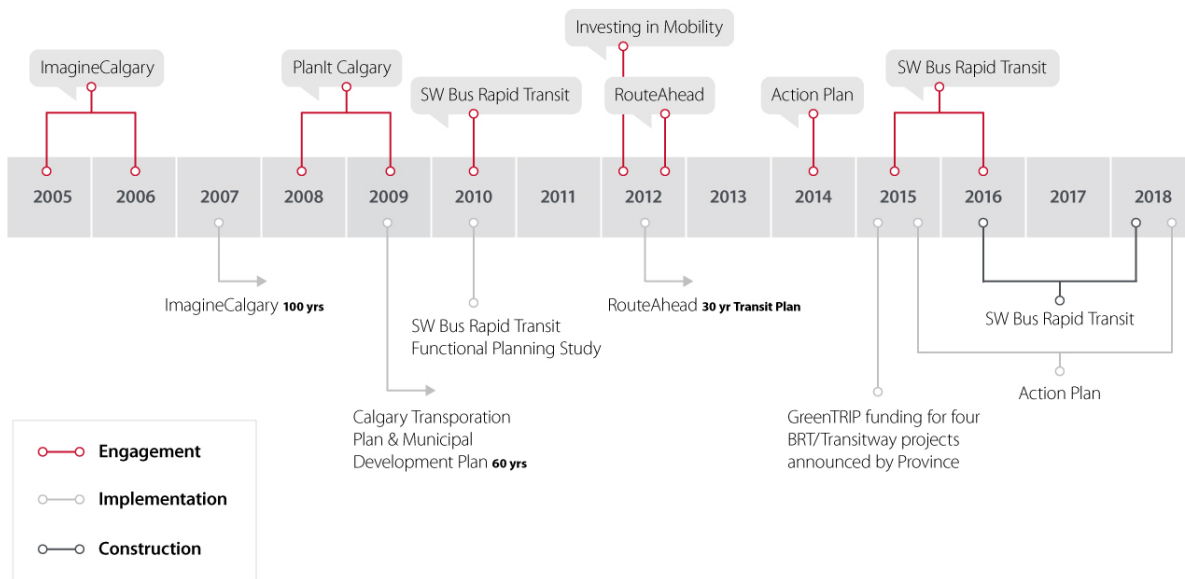 Investing in Mobility
ImagineCalgary
PlanIt Calgary
SW Bus Rapid Transit
SW Bus Rapid Transit
RouteAhead
Action Plan
2005
2006
2007
2008
2009
2010
2011
2012
2013
2014
2015
2016
2017
2018
ImagineCalgary 100 yrs
RouteAhead 30 yr Transit Plan
SW Bus Rapid Transit
Functional Planning Study
SW Bus Rapid Transit
Action Plan
Calgary Transporation
Plan & Municipal
Development Plan 60 yrs
GreenTRIP funding for four
BRT/Transitway projects
announced by Province
Engagement
Implementation
Construction